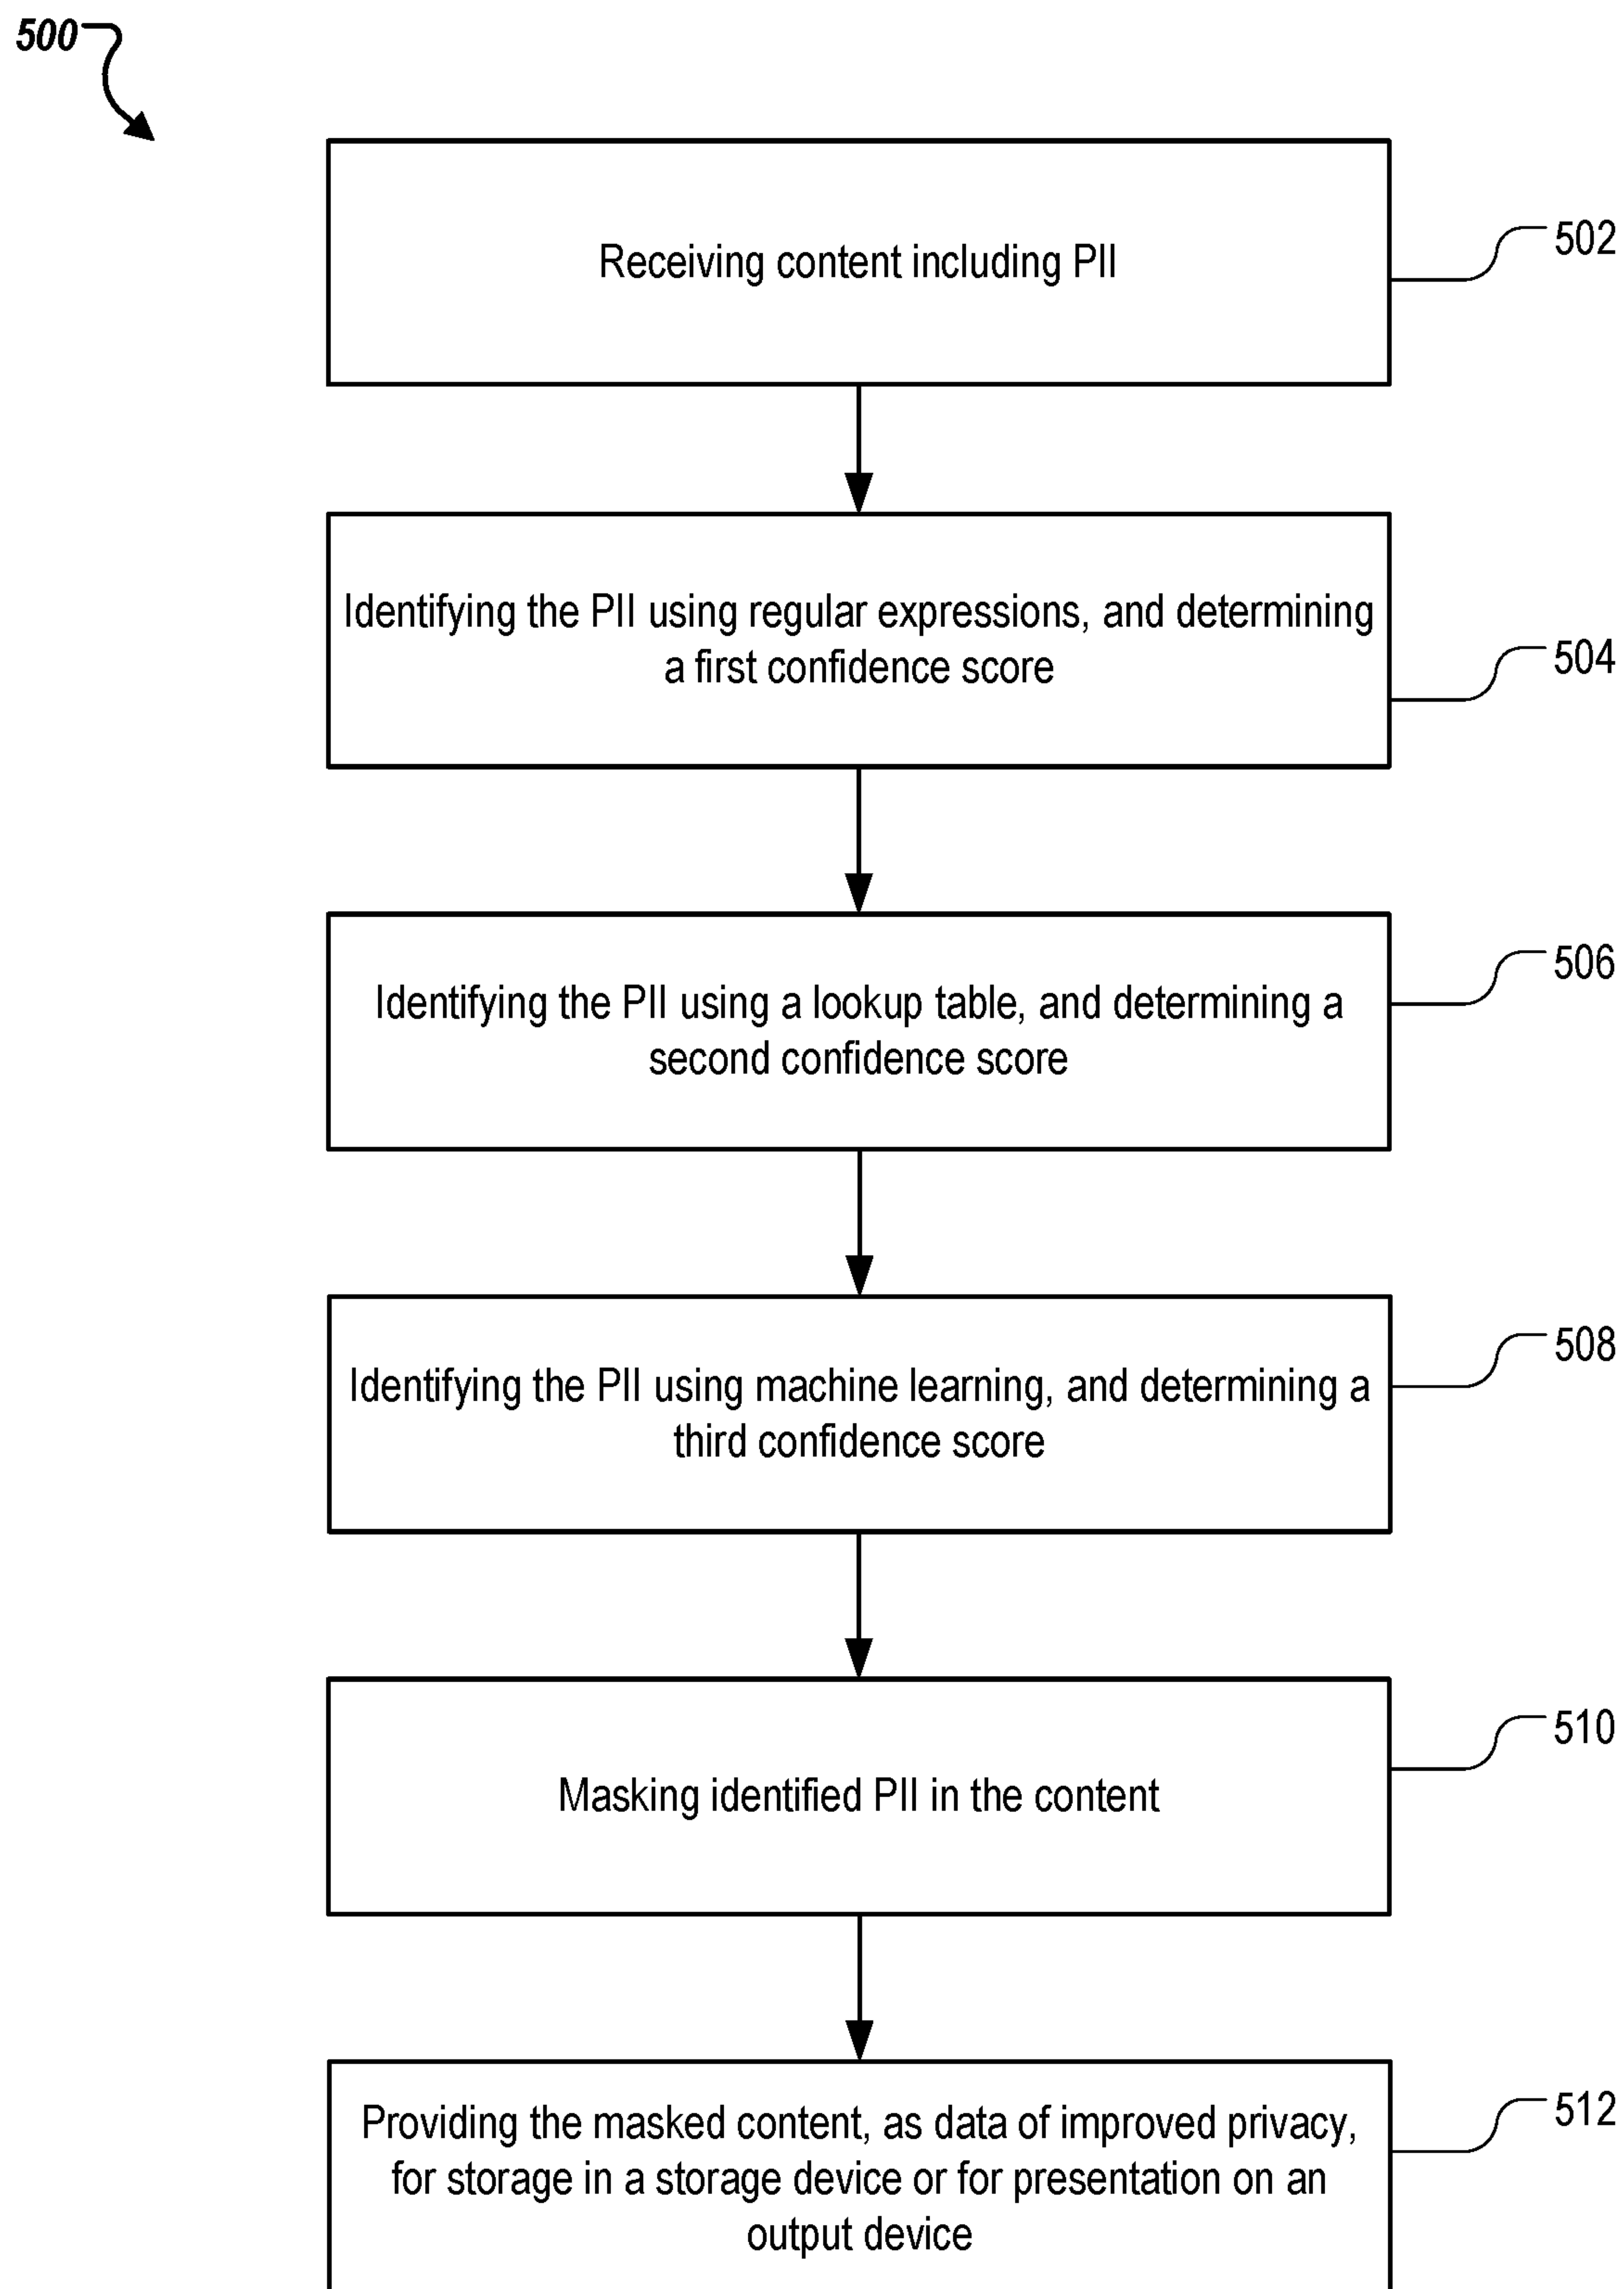 500
Receiving content including PII
502
Identifying the PII using regular expressions, and determining
a first confidence score
504
Identifying the PII using a lookup table, and determining a
second confidence score
506
Identifying the PII using machine learning, and determining a
third confidence score
508
Masking identified PII in the content
510
Providing the masked content, as data of improved privacy,
for storage in a storage device or for presentation on an
output device
512